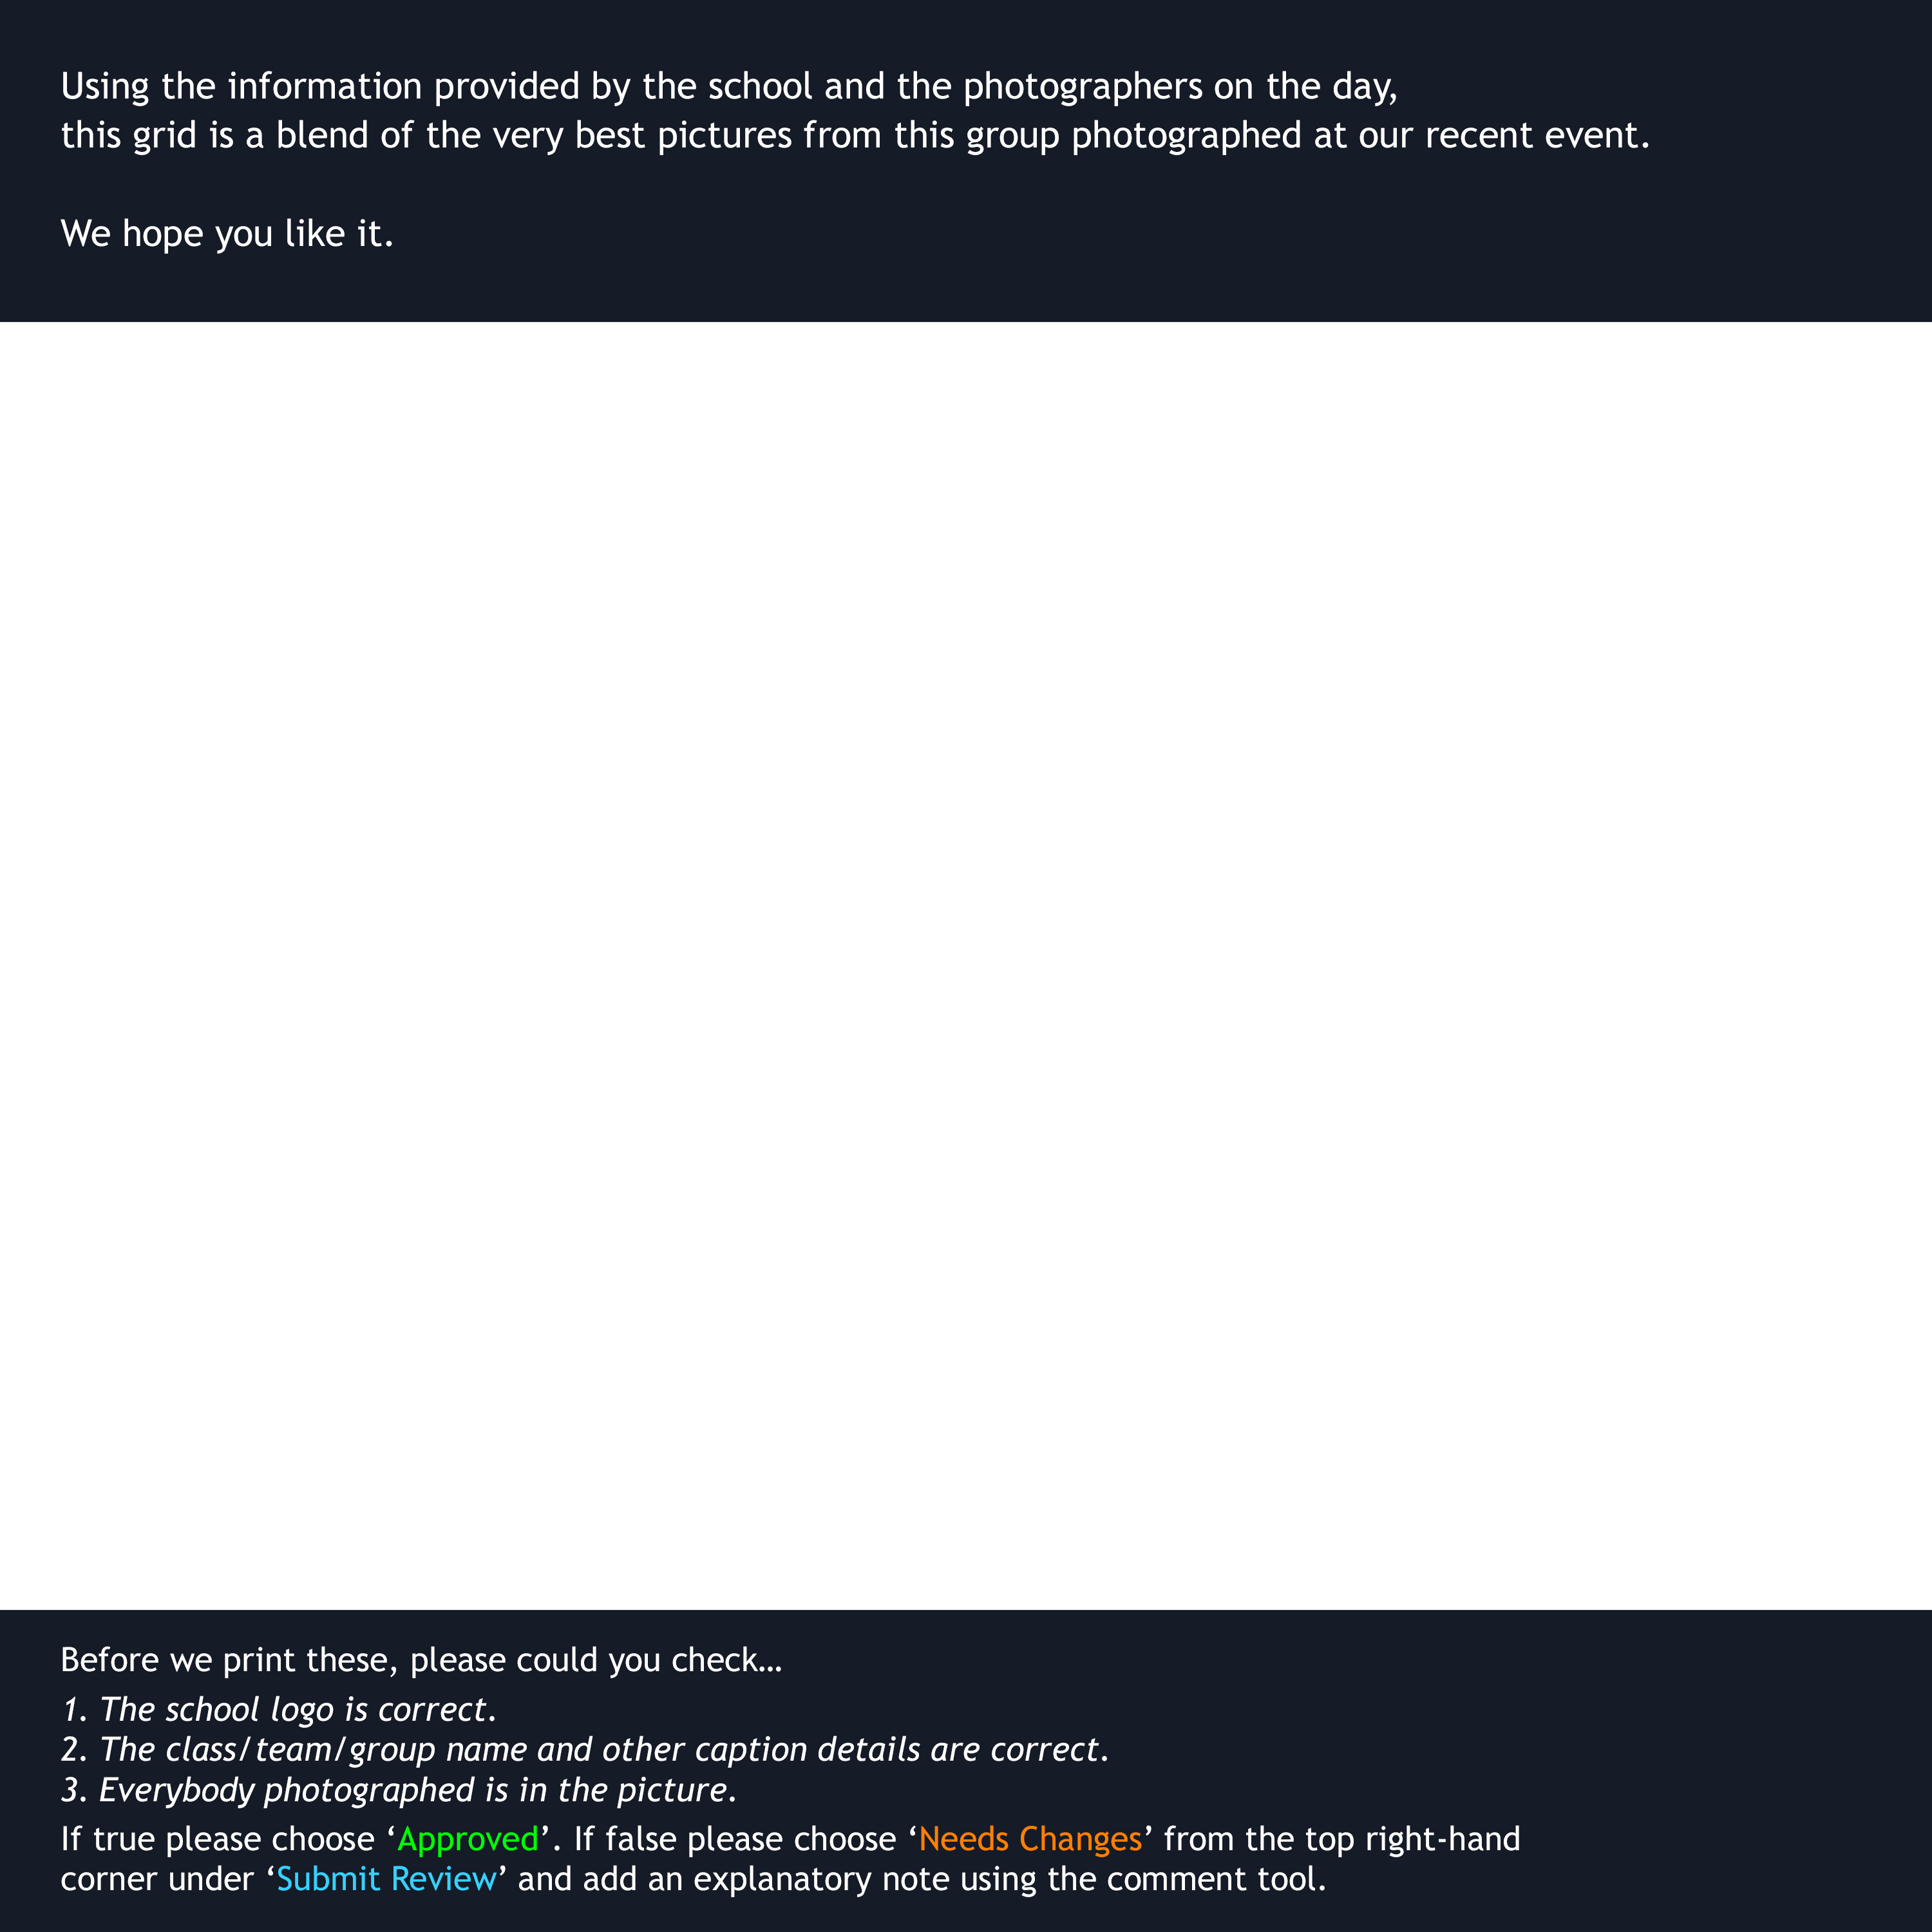 Using the information provided by the school and the photographers on the day,
this grid is a blend of the very best pictures from this group photographed at our recent event.
We hope you like it.
Before we print these, please could you check…
1. The school logo is correct.
2. The class/team/group name and other caption details are correct.
3. Everybody photographed is in the picture.
If true please choose ‘Approved’. If false please choose ‘Needs Changes’ from the top right-hand
corner under ‘Submit Review’ and add an explanatory note using the comment tool.